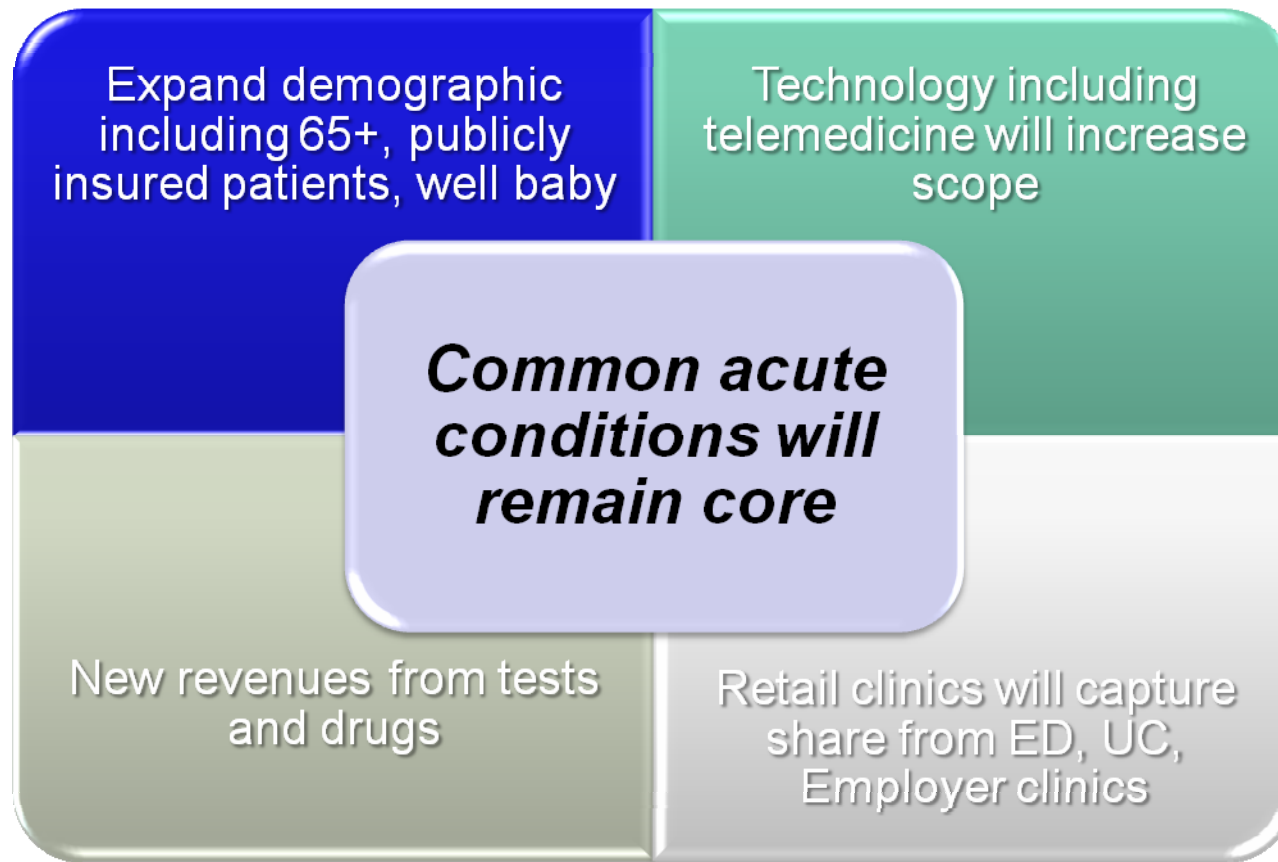 Expand demographic
including 65+, publicly
insured patients, well baby
Technology including
telemedicine will increase
scope
Common acute
conditions will
remain core
New revenues from tests
and drugs
Retail clinics will capture
share from ED, UC,
Employer clinics